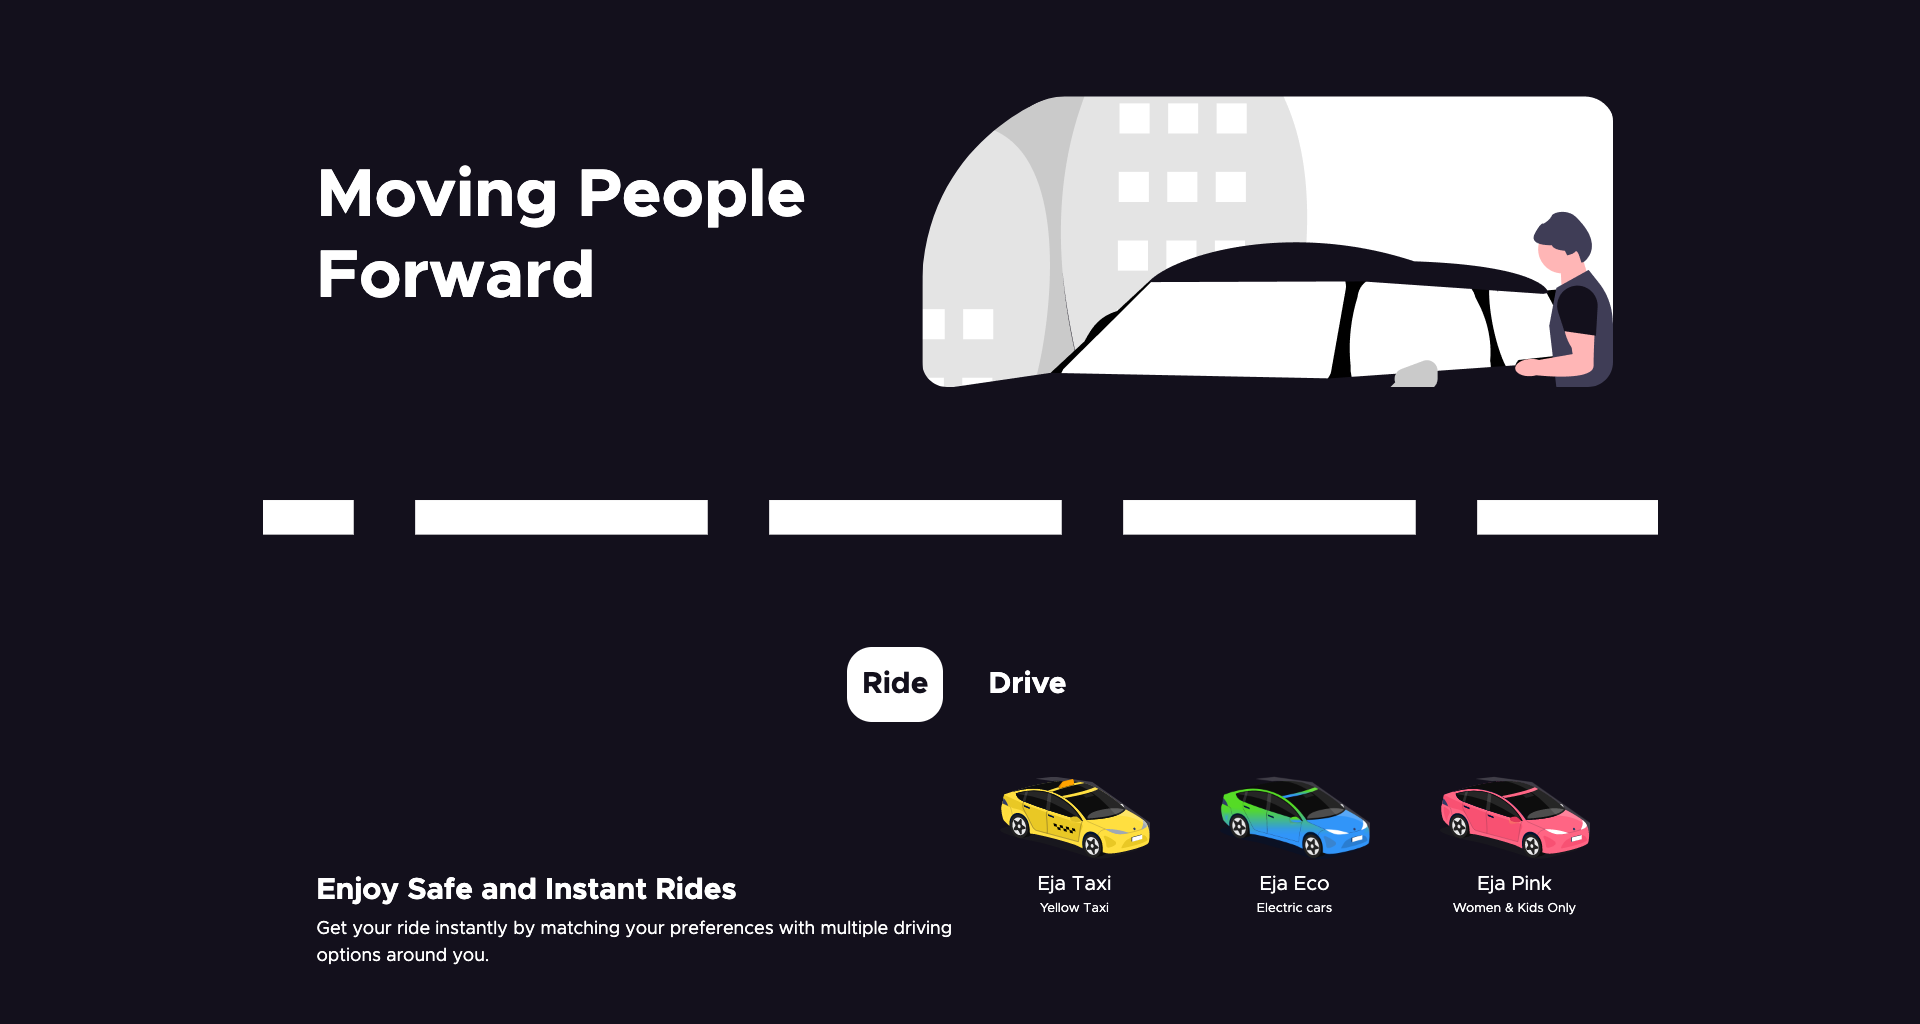 Moving People
Forward
Ride
Drive
Enjoy Safe and Instant Rides
Get your ride instantly by matching your preferences with multiple driving
options around you.
Eja Taxi
Yellow Taxi
Eja Eco
Electric cars
Eja Pink
Women & Kids Only